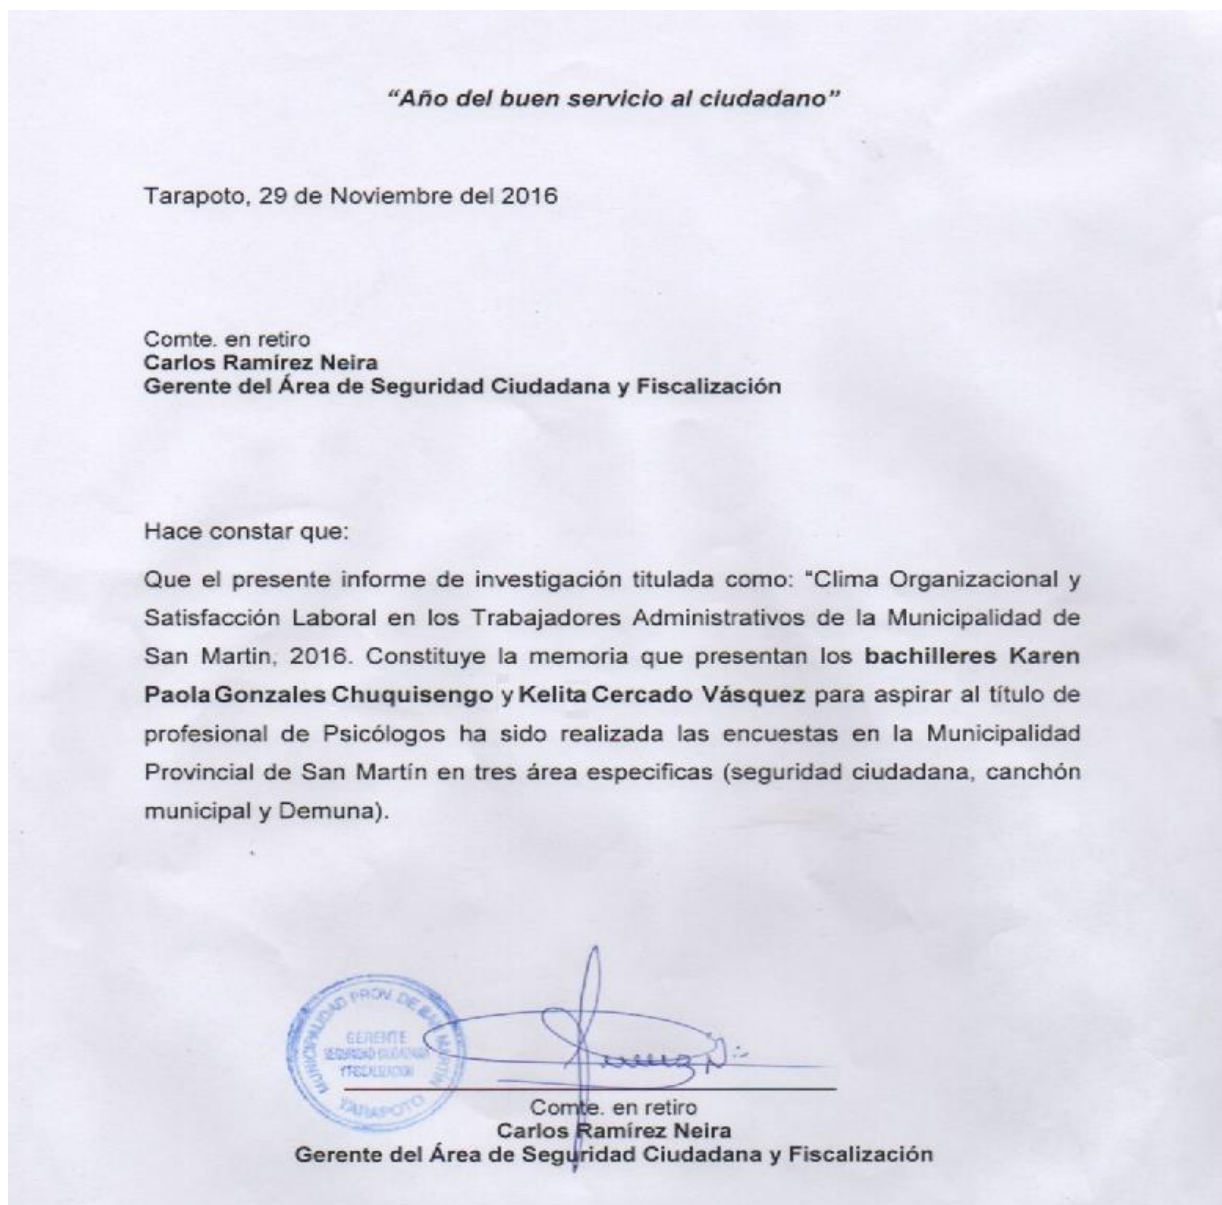 “Año del buen servicio al ciudadano”
Tarapoto, 29 de Noviembre del 2016
Comte. en retiro
Carlos Ramírez Neira
Gerente del Área de Seguridad Ciudadana y Fiscalización
Hace constar que:
Que el presente informe de investigación titulada como: “Clima Organizacional y
Satisfacción Laboral en los Trabajadores Administrativos de la Municipalidad de
San Martin, 2016. Constituye la memoria que presentan los bachilleres Karen
Paola Gonzales Chuquisengo y Kelita Cercado Vásquez para aspirar al título de
profesional de Psicólogos ha sido realizada las encuestas en la Municipalidad
Provincial de San Martín en tres área especificas (seguridad ciudadana, canchón
municipal y Demuna).
MUNICIPALIDAD PROV. DE SAN MARTIN
GERENTE
SEGURIDAD CIUDADANA
Y FISCALIZACION
TARAPOTO
Comte. en retiro
Carlos Ramírez Neira
Gerente del Área de Seguridad Ciudadana y Fiscalización